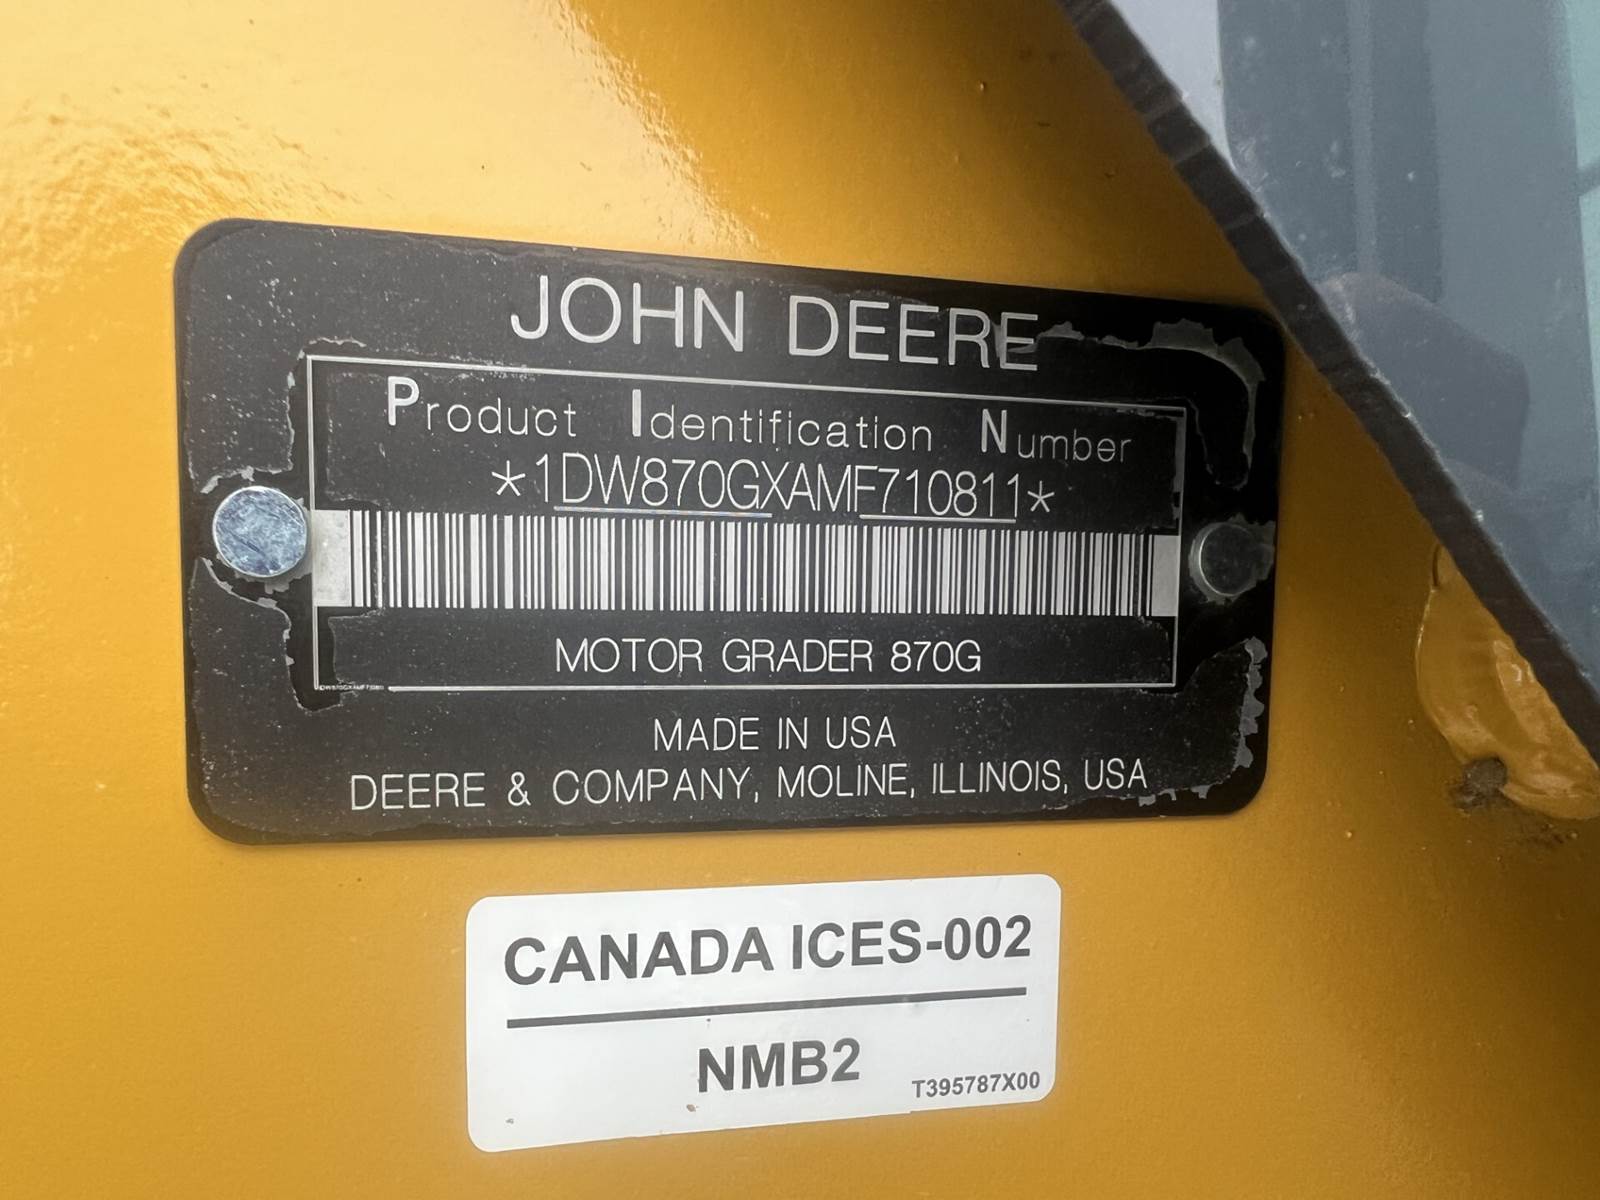 JOHN DEERE
Product Identification Number
*1DW870GXAMF710811*
MOTOR GRADER 870G
MADE IN USA
DEERE & COMPANY, MOLINE, ILLINOIS, USA
CANADA ICES-002
NMB2
T395787X00